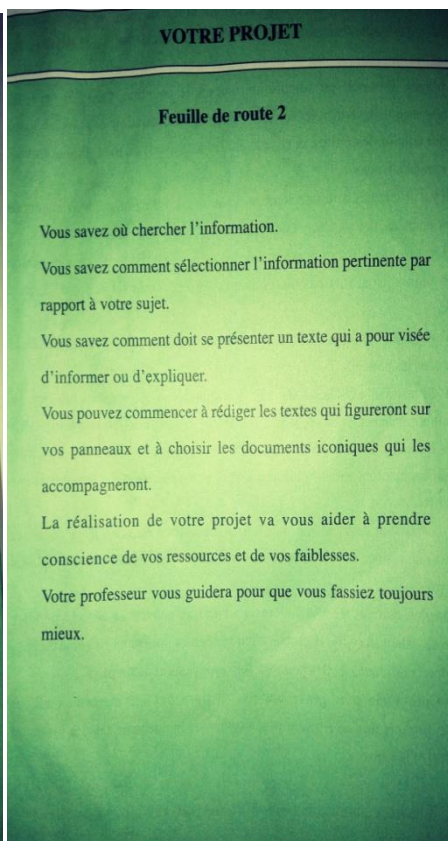 VOTRE PROJET
Feuille de route 2
Vous savez où chercher l'information.
Vous savez comment sélectionner l'information pertinente par
rapport à votre sujet.
Vous savez comment doit se présenter un texte qui a pour visée
d'informer ou d'expliquer.
Vous pouvez commencer à rédiger les textes qui figureront sur
vos panneaux et à choisir les documents iconiques qui les
accompagneront.
La réalisation de votre projet va vous aider à prendre
conscience de vos ressources et de vos faiblesses.
Votre professeur vous guidera pour que vous fassiez toujours
mieux.